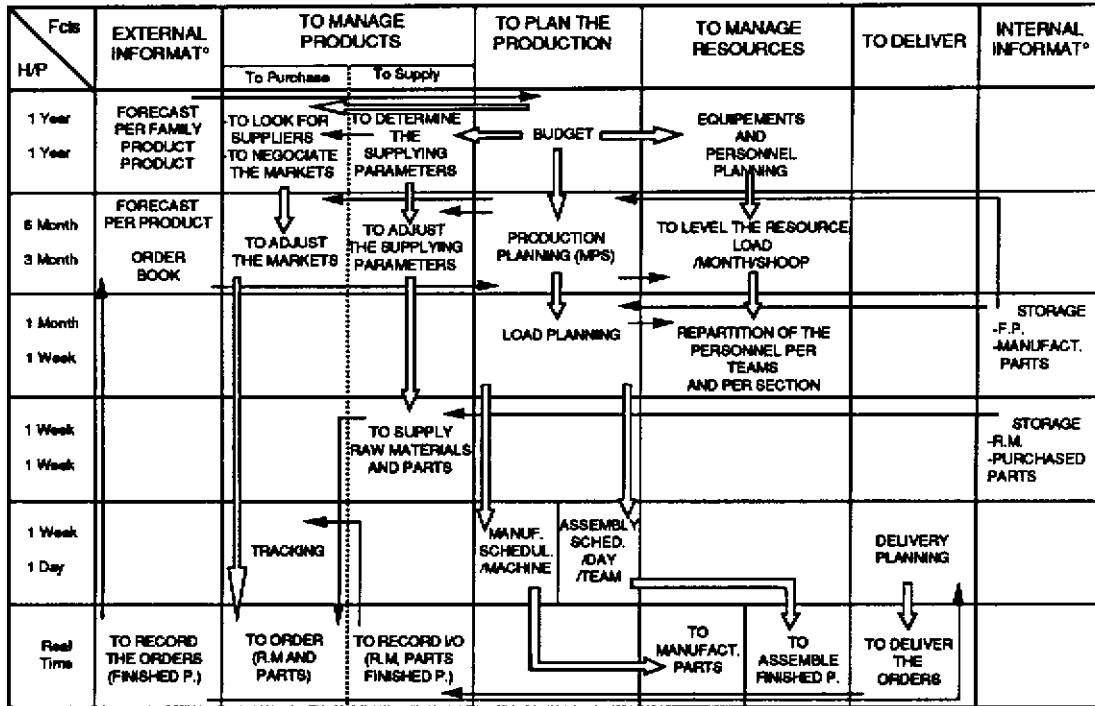 Fcts
H/P
EXTERNAL
INFORMAT°
TO MANAGE
PRODUCTS
To Purchase
To Supply
TO PLAN THE
PRODUCTION
TO MANAGE
RESOURCES
TO DELIVER
INTERNAL
INFORMAT°
1 Year
1 Year
FORECAST
PER FAMILY
PRODUCT
PRODUCT
-TO LOOK FOR
SUPPLIERS
-TO NEGOCIATE
THE MARKETS
TO DETERMINE
THE
SUPPLYING
PARAMETERS
BUDGET
EQUIPEMENTS
AND
PERSONNEL
PLANNING
6 Month
3 Month
FORECAST
PER PRODUCT
ORDER
BOOK
TO ADJUST
THE MARKETS
TO ADJUST
THE SUPPLYING
PARAMETERS
PRODUCTION
PLANNING (MPS)
TO LEVEL THE RESOURCE
LOAD
/MONTH/SHOOP
1 Month
1 Week
LOAD PLANNING
REPARTITION OF THE
PERSONNEL PER
TEAMS
AND PER SECTION
STORAGE
-F.P.
-MANUFACT.
PARTS
1 Week
1 Week
TO SUPPLY
RAW MATERIALS
AND PARTS
STORAGE
-R.M.
-PURCHASED
PARTS
1 Week
1 Day
TRACKING
MANUF.
SCHEDUL.
/MACHINE
ASSEMBLY
SCHED.
/DAY
/TEAM
DELIVERY
PLANNING
Real
Time
TO RECORD
THE ORDERS
(FINISHED P.)
TO ORDER
(R.M AND
PARTS)
TO RECORD I/O
(R.M, PARTS
FINISHED P.)
TO
MANUFACT.
PARTS
TO
ASSEMBLE
FINISHED P.
TO DELIVER
THE
ORDERS